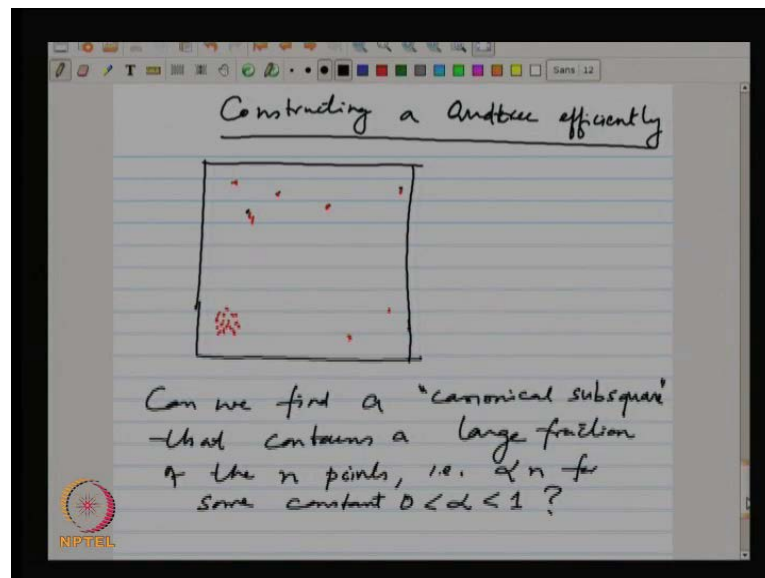 T
Sans 12
Constructing a Quadtree efficiently
Can we find a "canonical subsquare"
that contains a large fraction
of the n points, i.e. αn for
some constant 0 < α < 1 ?
NPTEL